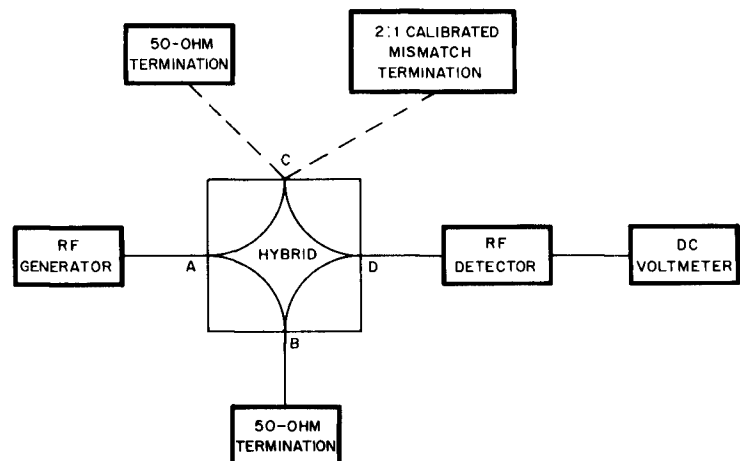 50-OHM
TERMINATION
2:1 CALIBRATED
MISMATCH
TERMINATION
C
RF
GENERATOR
A
HYBRID
D
RF
DETECTOR
DC
VOLTMETER
B
50-OHM
TERMINATION